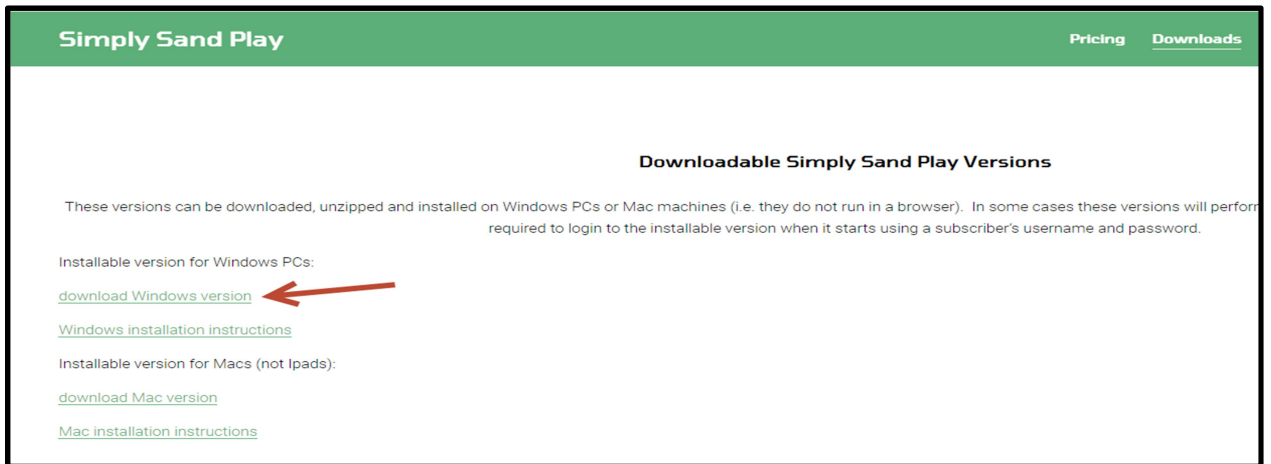 Simply Sand Play
Pricing Downloads
Downloadable Simply Sand Play Versions
These versions can be downloaded, unzipped and installed on Windows PCs or Mac machines (i.e. they do not run in a browser). In some cases these versions will
required to login to the installable version when it starts using a subscriber's username and password.
Installable version for Windows PCs:
download Windows version
Windows installation instructions
Installable version for Macs (not Ipads):
download Mac version
Mac installation instructions